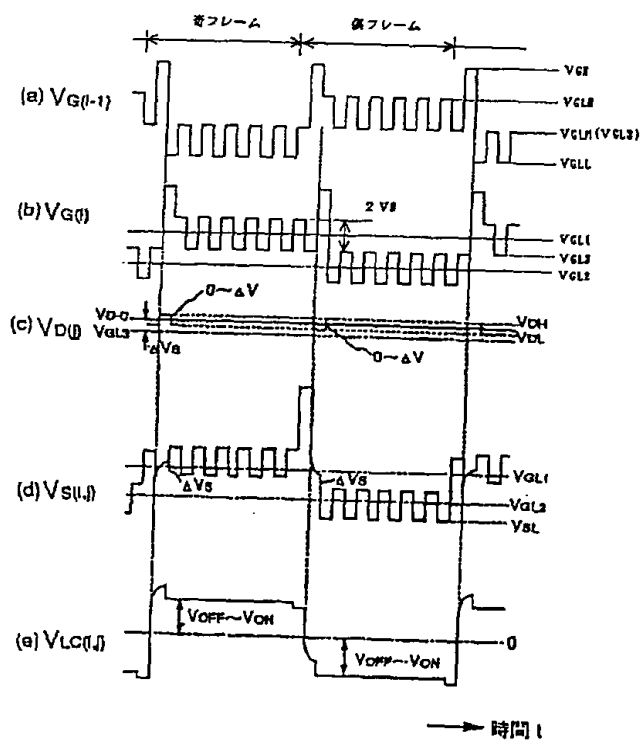 奇フレーム 偶フレーム
(a) VG(i-1)
VGH
VGLH
VGLH (VGL3)
VGLL
(b) VG(i)
2 VS
VGL1
VGL3
VGL2
0～ΔV
(c) VD(j)
VD-C
VGL3
ΔVS
VDH
VDL
0～ΔV
(d) VS(i,j)
ΔVS
ΔVS
VGL1
VGL2
VSL
(e) VLC(i,j)
VOFF～VON
0
VOFF～VON
時間 t